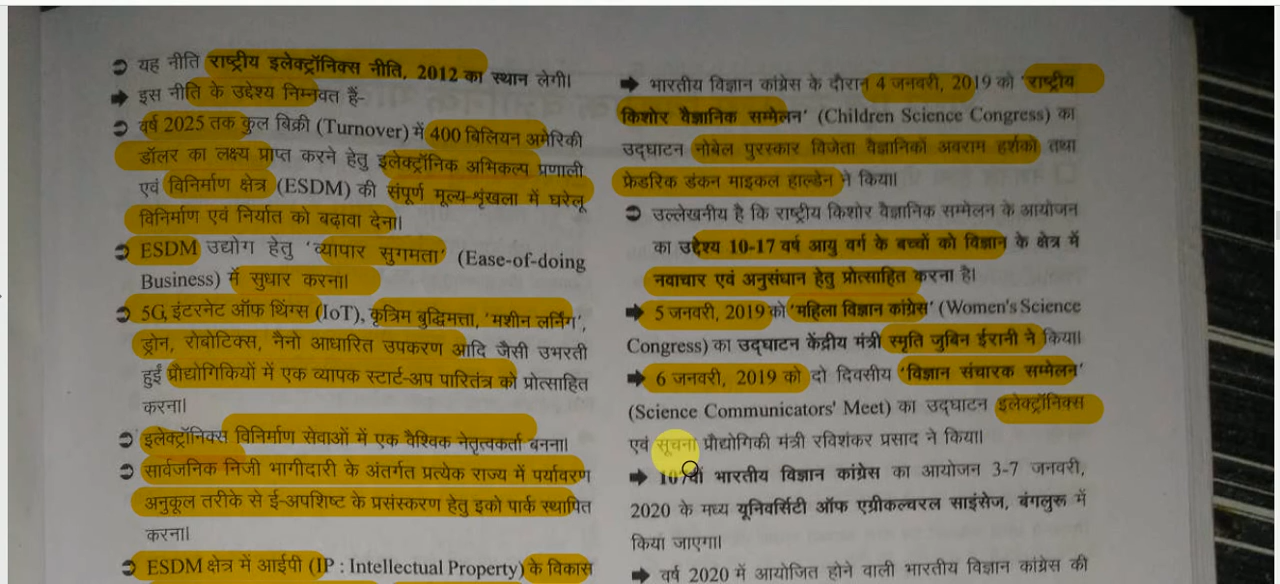 ➲ यह नीति राष्ट्रीय इलेक्ट्रॉनिक्स नीति, 2012 का स्थान लेगी।
➡ इस नीति के उद्देश्य निम्नवत हैं-
➲ वर्ष 2025 तक कुल बिक्री (Turnover) में 400 बिलियन अमेरिकी
डॉलर का लक्ष्य प्राप्त करने हेतु इलेक्ट्रॉनिक अभिकल्प प्रणाली
एवं विनिर्माण क्षेत्र (ESDM) की संपूर्ण मूल्य-शृंखला में घरेलू
विनिर्माण एवं निर्यात को बढ़ावा देना।
➲ ESDM उद्योग हेतु 'व्यापार सुगमता' (Ease-of-doing
Business) में सुधार करना।
➲ 5G, इंटरनेट ऑफ थिंग्स (IoT), कृत्रिम बुद्धिमत्ता, 'मशीन लर्निंग',
ड्रोन, रोबोटिक्स, नैनो आधारित उपकरण आदि जैसी उभरती
हुईं प्रौद्योगिकियों में एक व्यापक स्टार्ट-अप पारितंत्र को प्रोत्साहित
करना।
➲ इलेक्ट्रॉनिक्स विनिर्माण सेवाओं में एक वैश्विक नेतृत्वकर्ता बनना।
➲ सार्वजनिक निजी भागीदारी के अंतर्गत प्रत्येक राज्य में पर्यावरण
अनुकूल तरीके से ई-अपशिष्ट के प्रसंस्करण हेतु इको पार्क स्थापित
करना।
➲ ESDM क्षेत्र में आईपी (IP : Intellectual Property) के विकास
➡ भारतीय विज्ञान कांग्रेस के दौरान 4 जनवरी, 2019 को 'राष्ट्रीय
किशोर वैज्ञानिक सम्मेलन' (Children Science Congress) का
उद्घाटन नोबेल पुरस्कार विजेता वैज्ञानिकों अवराम हर्शको तथा
फ्रेडरिक डंकन माइकल हाल्डेन ने किया।
➲ उल्लेखनीय है कि राष्ट्रीय किशोर वैज्ञानिक सम्मेलन के आयोजन
का उद्देश्य 10-17 वर्ष आयु वर्ग के बच्चों को विज्ञान के क्षेत्र में
नवाचार एवं अनुसंधान हेतु प्रोत्साहित करना है।
➡ 5 जनवरी, 2019 को 'महिला विज्ञान कांग्रेस' (Women's Science
Congress) का उद्घाटन केंद्रीय मंत्री स्मृति जुबिन ईरानी ने किया।
➡ 6 जनवरी, 2019 को दो दिवसीय 'विज्ञान संचारक सम्मेलन'
(Science Communicators' Meet) का उद्घाटन इलेक्ट्रॉनिक्स
एवं सूचना प्रौद्योगिकी मंत्री रविशंकर प्रसाद ने किया।
➡ भारतीय विज्ञान कांग्रेस का आयोजन 3-7 जनवरी,
2020 के मध्य यूनिवर्सिटी ऑफ एग्रीकल्चरल साइंसेज, बंगलुरू में
किया जाएगा।
➡ वर्ष 2020 में आयोजित होने वाली भारतीय विज्ञान कांग्रेस की